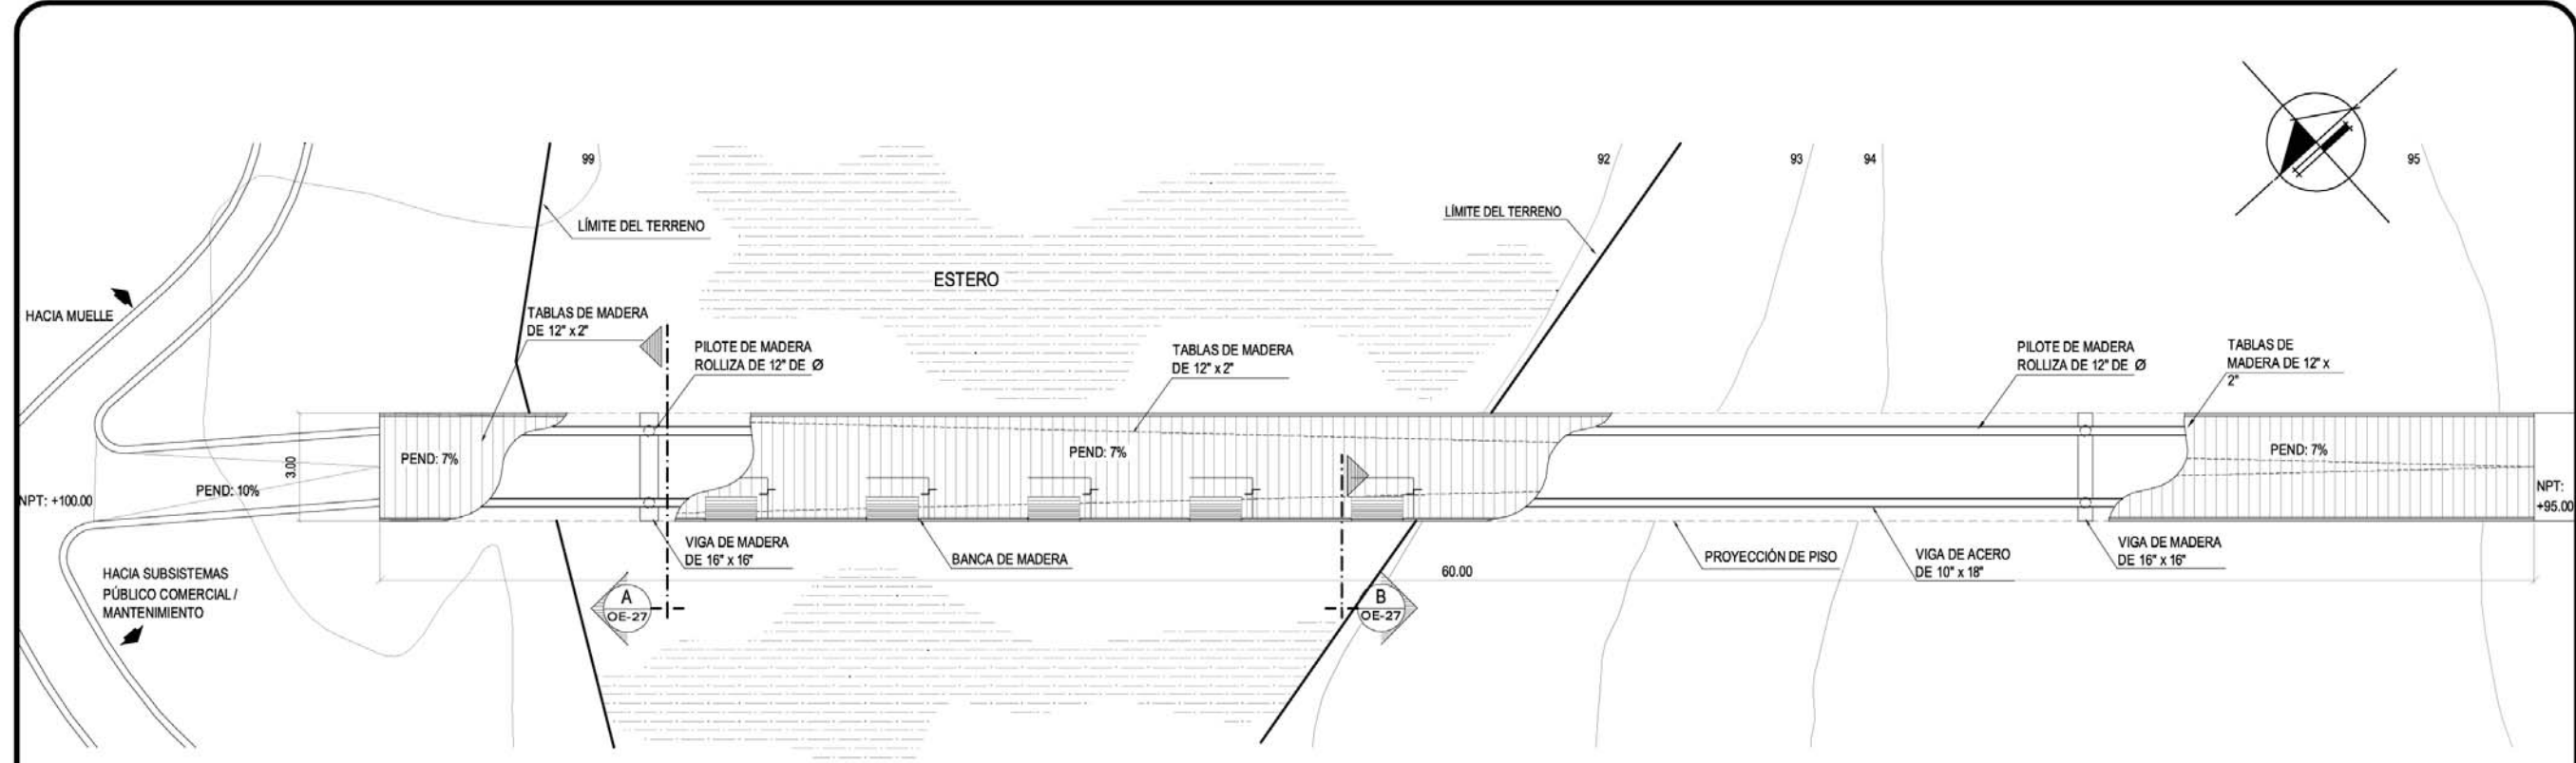 99
92
93
94
95
LÍMITE DEL TERRENO
LÍMITE DEL TERRENO
ESTERO
HACIA MUELLE
TABLAS DE MADERA
DE 12" x 2"
PILOTE DE MADERA
ROLLIZA DE 12" DE Ø
TABLAS DE MADERA
DE 12" x 2"
PILOTE DE MADERA
ROLLIZA DE 12" DE Ø
TABLAS DE
MADERA DE 12" x
2"
PEND: 7%
PEND: 7%
PEND: 7%
3.00
PEND: 10%
NPT: +100.00
NPT:
+95.00
VIGA DE MADERA
DE 16" x 16"
BANCA DE MADERA
PROYECCIÓN DE PISO
VIGA DE ACERO
DE 10" x 18"
VIGA DE MADERA
DE 16" x 16"
60.00
HACIA SUBSISTEMAS
PÚBLICO COMERCIAL /
MANTENIMIENTO
A
OE-27
B
OE-27